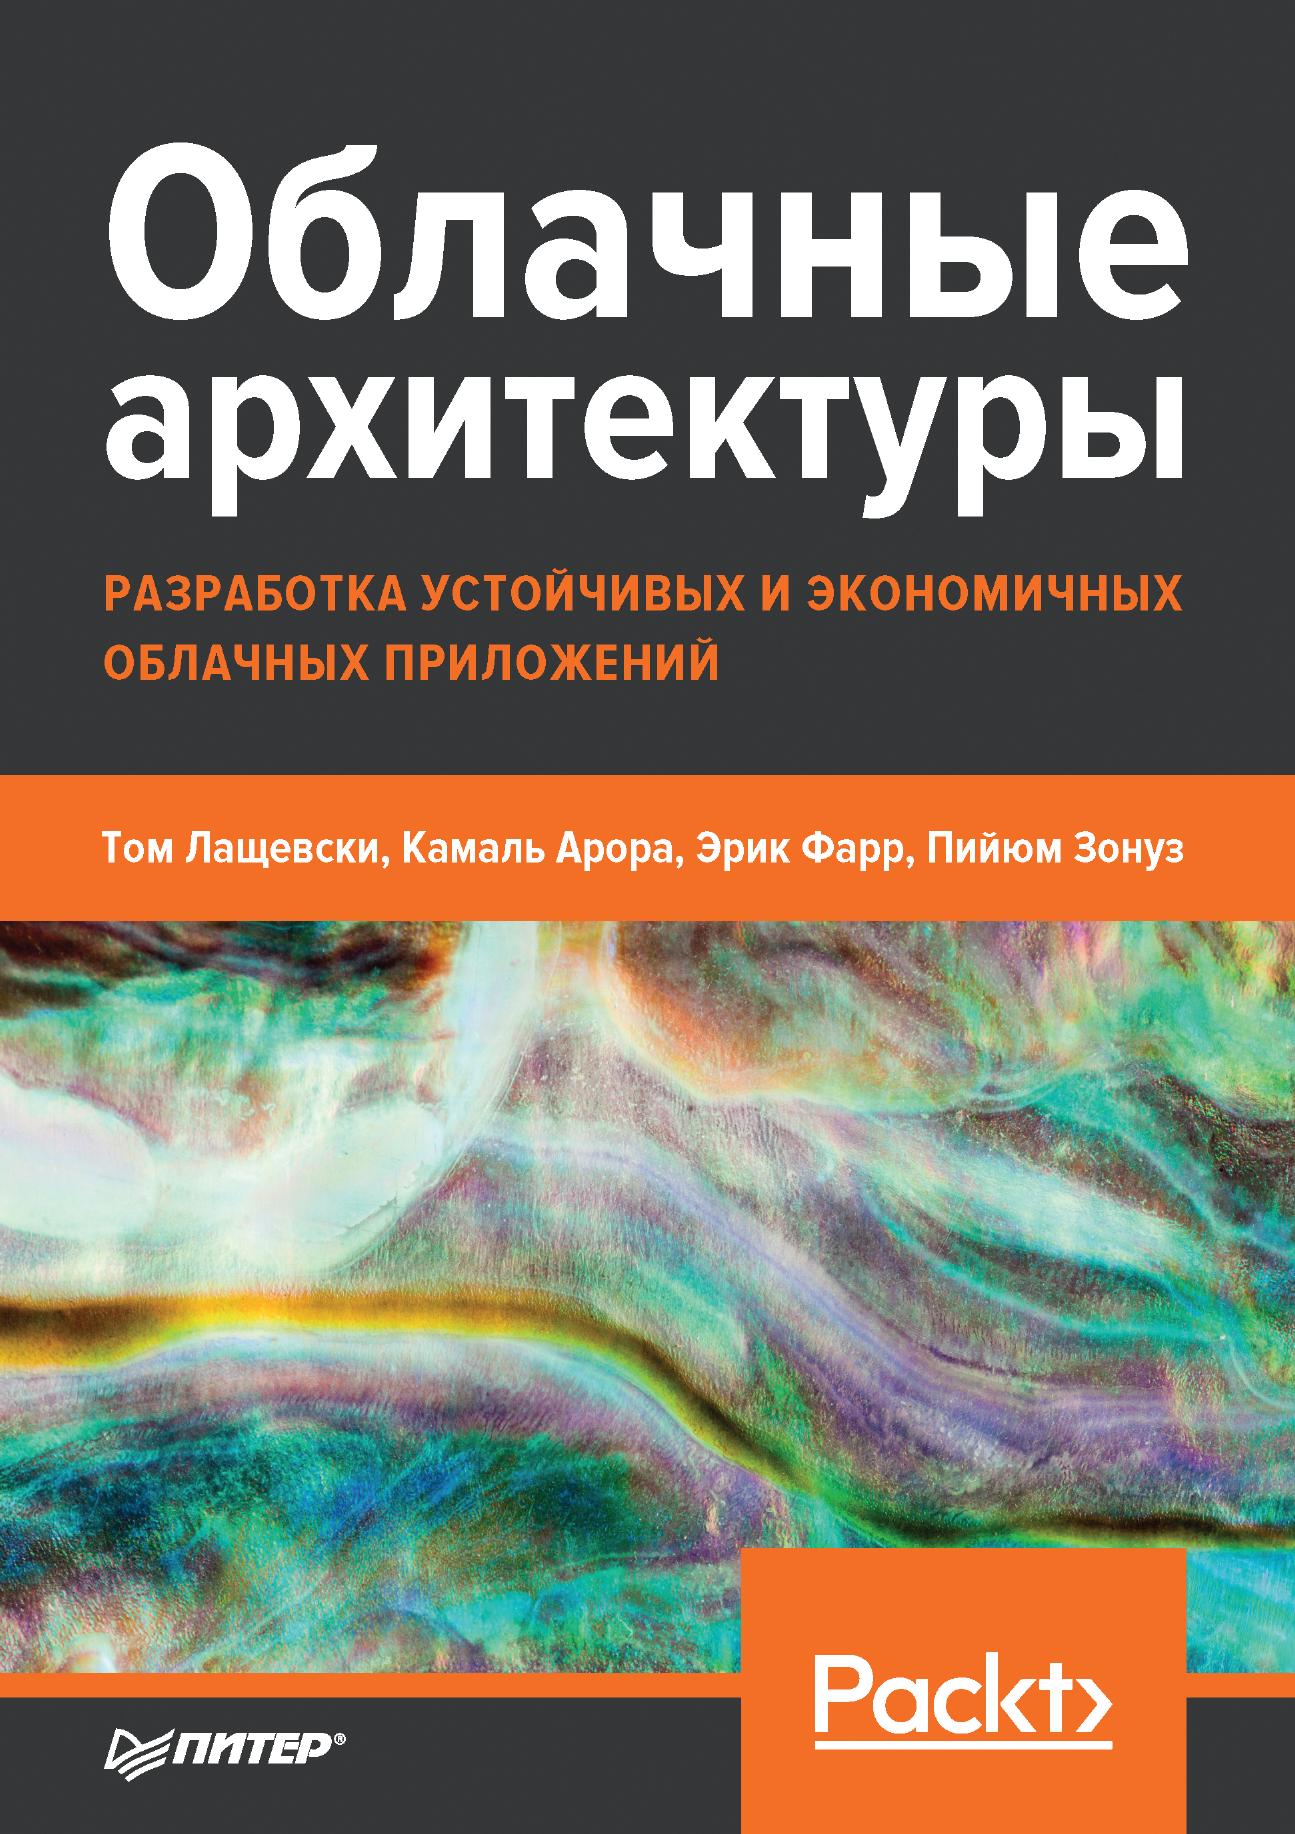 Облачные
архитектуры
РАЗРАБОТКА УСТОЙЧИВЫХ И ЭКОНОМИЧНЫХ
ОБЛАЧНЫХ ПРИЛОЖЕНИЙ
Том Лащевски, Камаль Арора, Эрик Фарр, Пийюм Зонуз
Packt>
ПИТЕР®